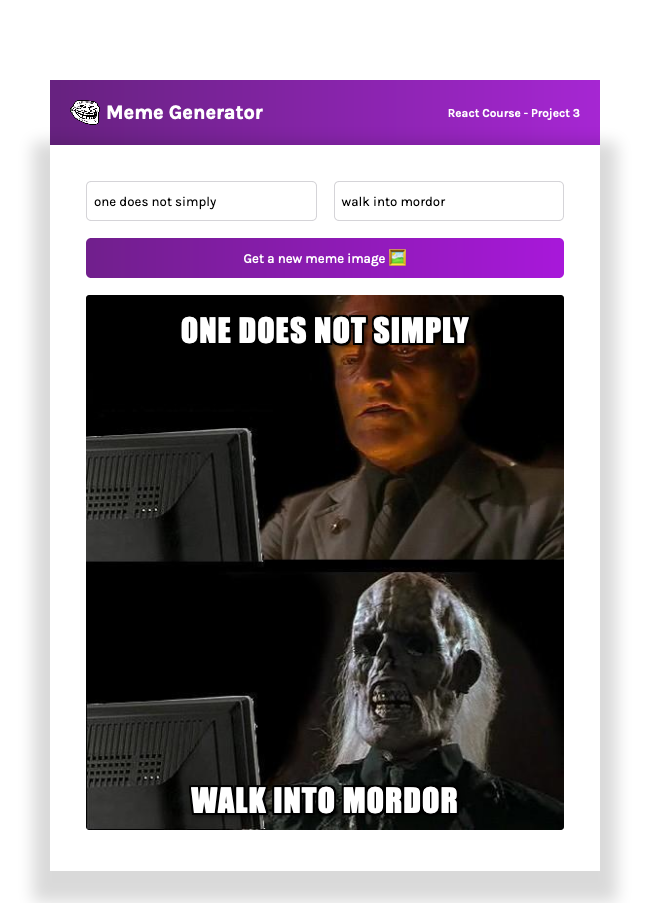 Meme Generator
React Course - Project 3
one does not simply
walk into mordor
Get a new meme image 🖼️
ONE DOES NOT SIMPLY
WALK INTO MORDOR